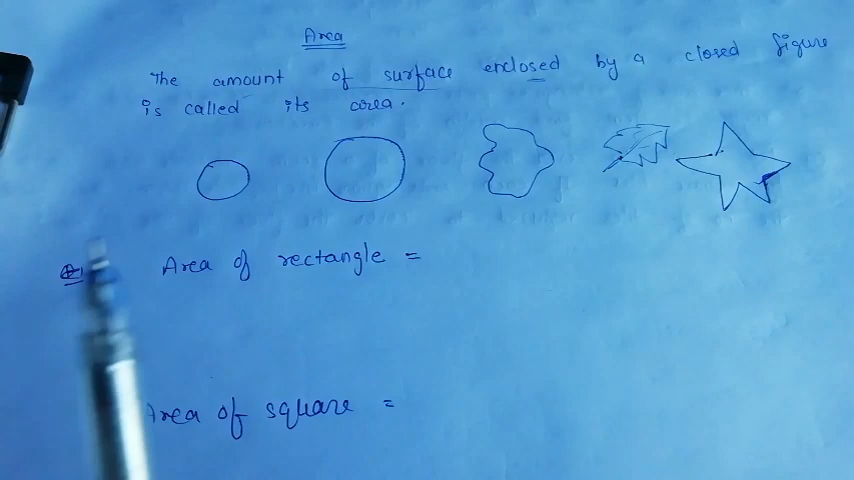 Area
The amount of surface enclosed by a closed figure
is called its area.
Area of rectangle =
Area of square =